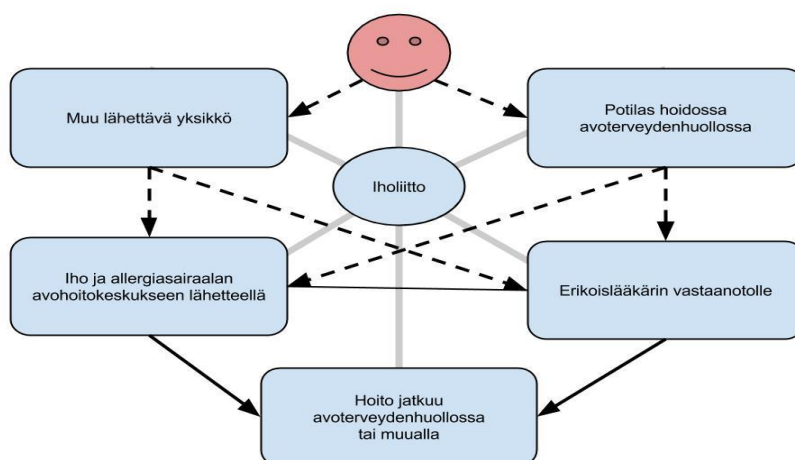 Muu lähettävä yksikkö
Potilas hoidossa
avoterveydenhuollossa
Iholiitto
Iho ja allergiasairaalan
avohoitokeskukseen lähetteellä
Erikoislääkärin vastaanotolle
Hoito jatkuu
avoterveydenhuollossa
tai muualla